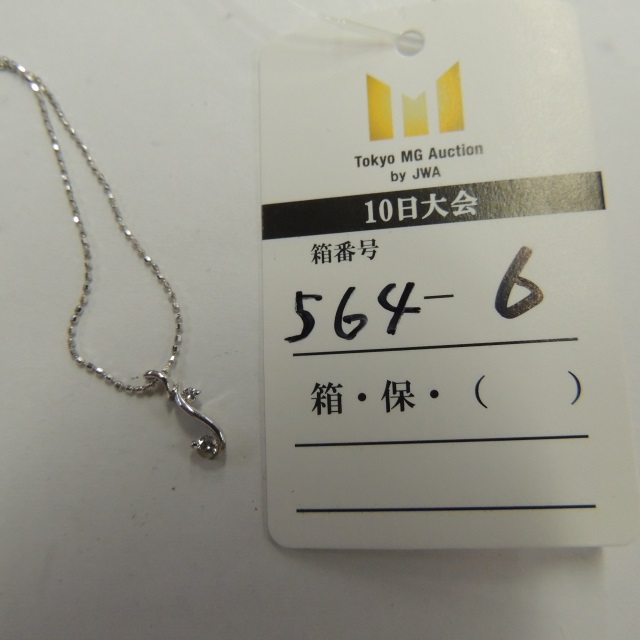 Tokyo MG Auction
by JWA
10日大会
箱番号
564-6
箱・保・(　　)